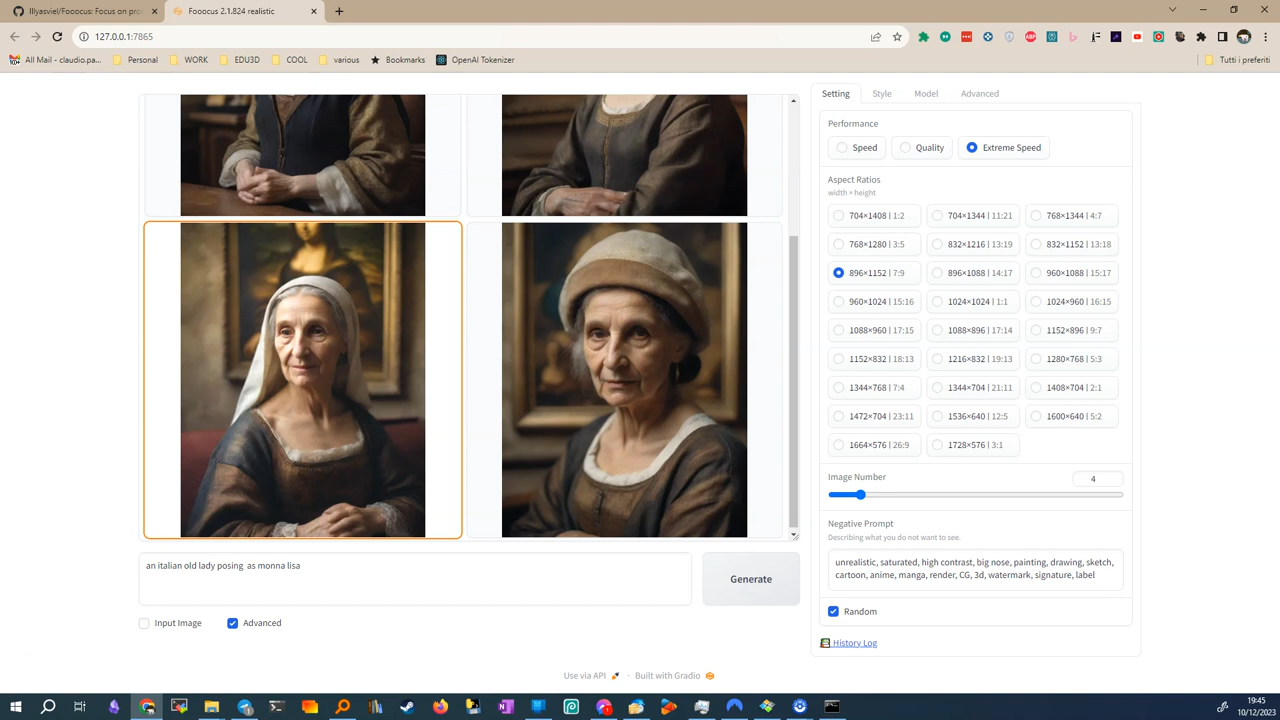 lllyasviel/Fooocus: Focus on pro
Fooocus 2.1.824 realistic
127.0.0.1:7865
All Mail - claudio.pa...
Personal
WORK
EDU3D
COOL
various
Bookmarks
OpenAI Tokenizer
Tutti i preferiti
Setting Style Model Advanced
Performance
Speed Quality Extreme Speed
Aspect Ratios
width × height
704×1408 | 1:2 704×1344 | 11:21 768×1344 | 4:7
768×1280 | 3:5 832×1216 | 13:19 832×1152 | 13:18
896×1152 | 7:9 896×1088 | 14:17 960×1088 | 15:17
960×1024 | 15:16 1024×1024 | 1:1 1024×960 | 16:15
1088×960 | 17:15 1088×896 | 17:14 1152×896 | 9:7
1152×832 | 18:13 1216×832 | 19:13 1280×768 | 5:3
1344×768 | 7:4 1344×704 | 21:11 1408×704 | 2:1
1472×704 | 23:11 1536×640 | 12:5 1600×640 | 5:2
1664×576 | 26:9 1728×576 | 3:1
Image Number 4
Negative Prompt
Describing what you do not want to see.
unrealistic, saturated, high contrast, big nose, painting, drawing, sketch,
cartoon, anime, manga, render, CG, 3d, watermark, signature, label
Random
History Log
an italian old lady posing as monna lisa
Generate
Input Image Advanced
Use via API · Built with Gradio
19:45
10/12/2023